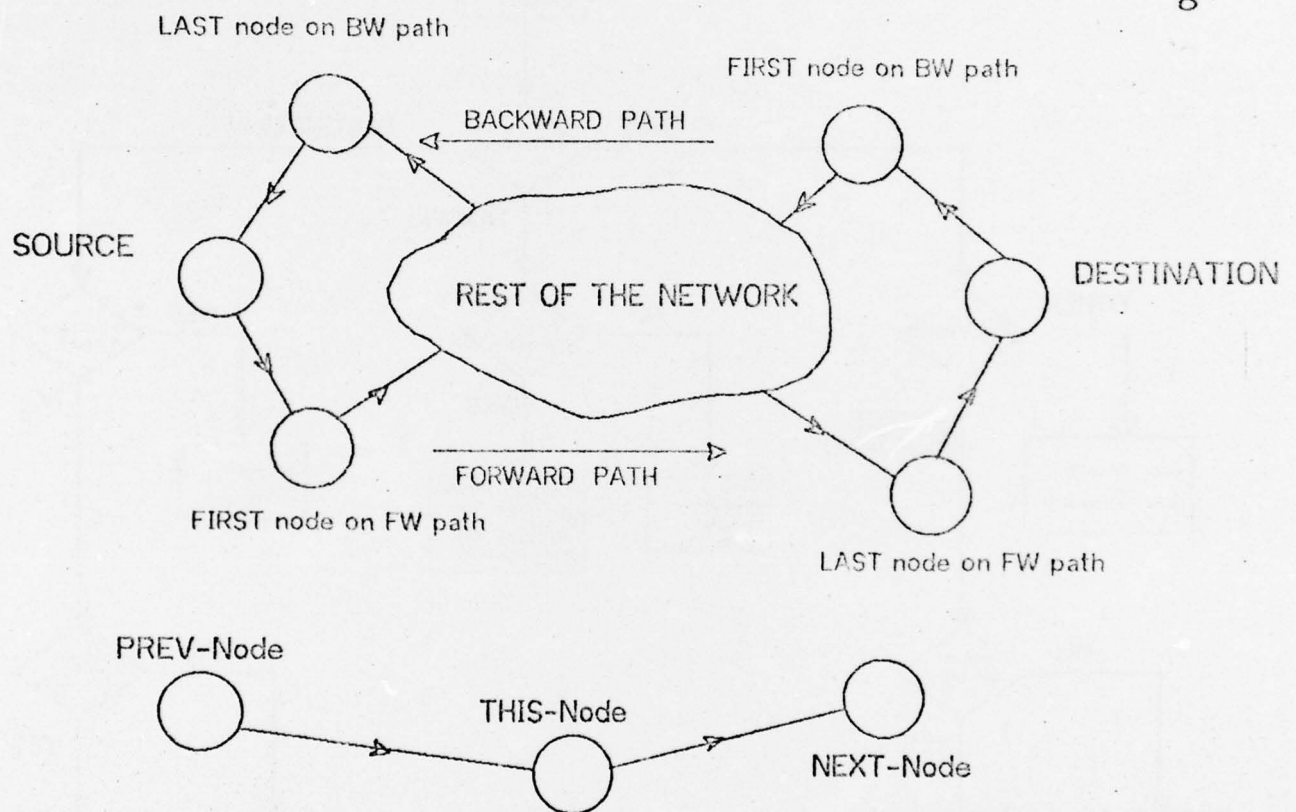 LAST node on BW path
FIRST node on BW path
BACKWARD PATH
SOURCE
REST OF THE NETWORK
DESTINATION
FORWARD PATH
FIRST node on FW path
LAST node on FW path
PREV-Node
THIS-Node
NEXT-Node